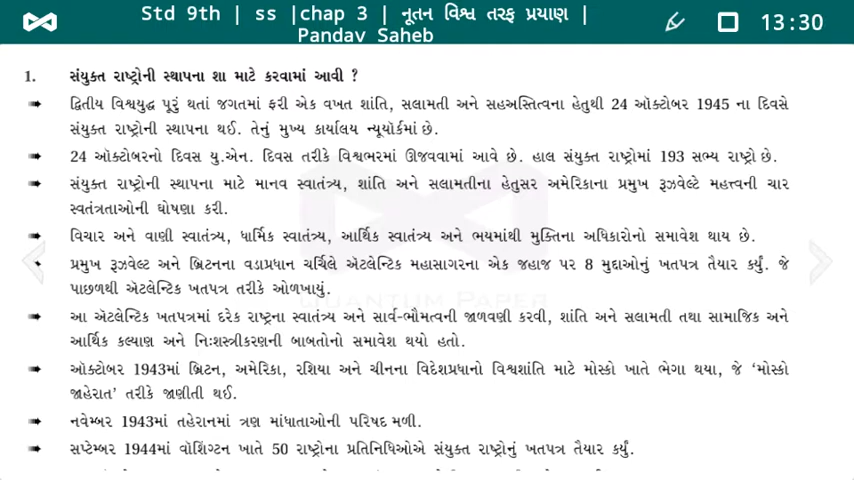 Std 9th | ss |chap 3 | નૂતન વિશ્વ તરફ પ્રયાણ |
Pandav Saheb
13:30
1. સંયુક્ત રાષ્ટ્રોની સ્થાપના શા માટે કરવામાં આવી ?
➠ દ્વિતીય વિશ્વયુદ્ધ પૂરું થતાં જગતમાં ફરી એક વખત શાંતિ, સલામતી અને સહઅસ્તિત્વના હેતુથી 24 ઑક્ટોબર 1945 ના દિવસે
સંયુક્ત રાષ્ટ્રોની સ્થાપના થઈ. તેનું મુખ્ય કાર્યાલય ન્યૂયૉર્કમાં છે.
➠ 24 ઑક્ટોબરનો દિવસ યુ.એન. દિવસ તરીકે વિશ્વભરમાં ઊજવવામાં આવે છે. હાલ સંયુક્ત રાષ્ટ્રોમાં 193 સભ્ય રાષ્ટ્રો છે.
➠ સંયુક્ત રાષ્ટ્રોની સ્થાપના માટે માનવ સ્વાતંત્ર્ય, શાંતિ અને સલામતીના હેતુસર અમેરિકાના પ્રમુખ રૂઝવેલ્ટે મહત્ત્વની ચાર
સ્વતંત્રતાઓની ઘોષણા કરી.
➠ વિચાર અને વાણી સ્વાતંત્ર્ય, ધાર્મિક સ્વાતંત્ર્ય, આર્થિક સ્વાતંત્ર્ય અને ભયમાંથી મુક્તિના અધિકારોનો સમાવેશ થાય છે.
પ્રમુખ રૂઝવેલ્ટ અને બ્રિટનના વડાપ્રધાન ચર્ચિલે ઍટલેન્ટિક મહાસાગરના એક જહાજ પર 8 મુદ્દાઓનું ખતપત્ર તૈયાર કર્યું. જે
પાછળથી ઍટલેન્ટિક ખતપત્ર તરીકે ઓળખાયું.
QUANTUM PAPER
➠ આ ઍટલેન્ટિક ખતપત્રમાં દરેક રાષ્ટ્રના સ્વાતંત્ર્ય અને સાર્વ-ભૌમત્વની જાળવણી કરવી, શાંતિ અને સલામતી તથા સામાજિક અને
આર્થિક કલ્યાણ અને નિઃશસ્ત્રીકરણની બાબતોનો સમાવેશ થયો હતો.
➠ ઑક્ટોબર 1943માં બ્રિટન, અમેરિકા, રશિયા અને ચીનના વિદેશપ્રધાનો વિશ્વશાંતિ માટે મોસ્કો ખાતે ભેગા થયા, જે ‘મોસ્કો
જાહેરાત’ તરીકે જાણીતી થઈ.
➠ નવેમ્બર 1943માં તહેરાનમાં ત્રણ માંધાતાઓની પરિષદ મળી.
➠ સપ્ટેમ્બર 1944માં વૉશિંગ્ટન ખાતે 50 રાષ્ટ્રોના પ્રતિનિધિઓએ સંયુક્ત રાષ્ટ્રોનું ખતપત્ર તૈયાર કર્યું.